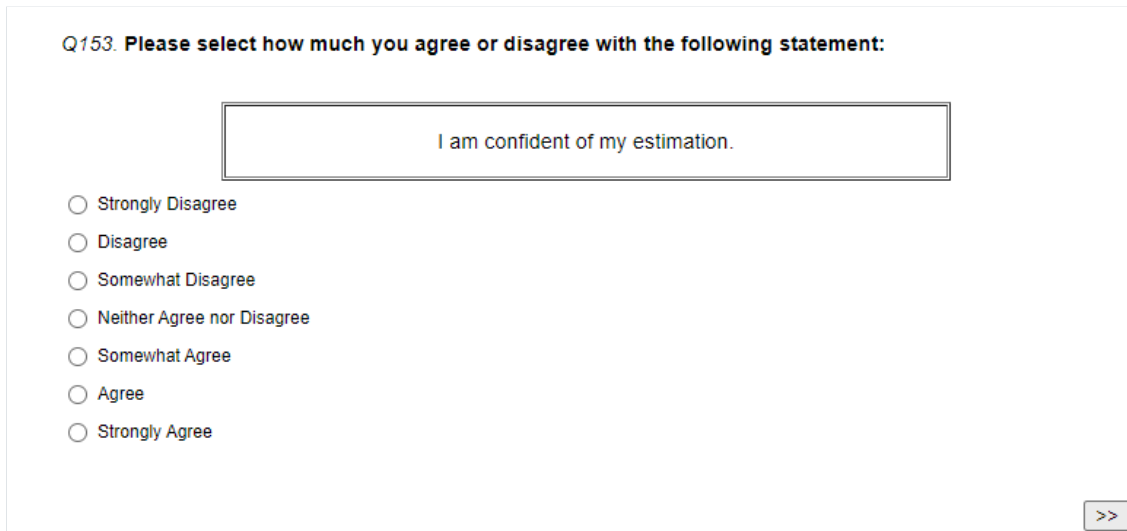 Q153. Please select how much you agree or disagree with the following statement:
I am confident of my estimation.
Strongly Disagree
Disagree
Somewhat Disagree
Neither Agree nor Disagree
Somewhat Agree
Agree
Strongly Agree
>>